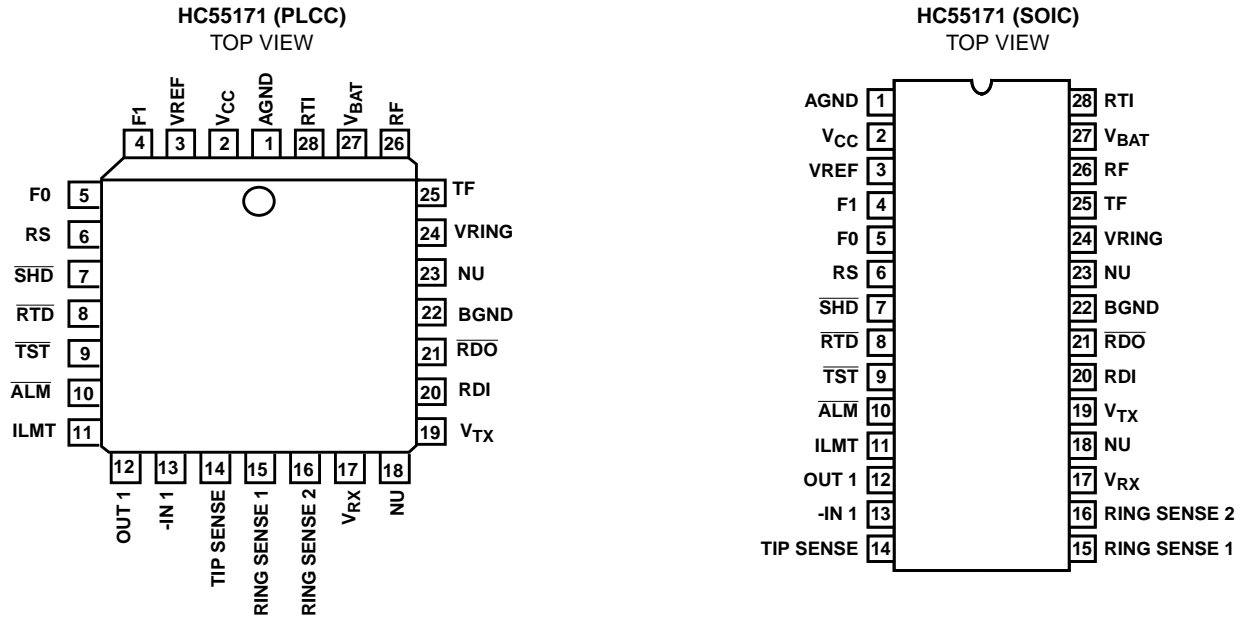 HC55171 (PLCC)
TOP VIEW
F1
VREF
VCC
AGND
RTI
VBAT
RF
4
3
2
1
28
27
26
F0 5
RS 6
SHD 7
RTD 8
TST 9
ALM 10
ILMT 11
25 TF
24 VRING
23 NU
22 BGND
21 RDO
20 RDI
19 VTX
12
13
14
15
16
17
18
OUT 1
-IN 1
TIP SENSE
RING SENSE 1
RING SENSE 2
VRX
NU
HC55171 (SOIC)
TOP VIEW
AGND 1
VCC 2
VREF 3
F1 4
F0 5
RS 6
SHD 7
RTD 8
TST 9
ALM 10
ILMT 11
OUT 1 12
-IN 1 13
TIP SENSE 14
28 RTI
27 VBAT
26 RF
25 TF
24 VRING
23 NU
22 BGND
21 RDO
20 RDI
19 VTX
18 NU
17 VRX
16 RING SENSE 2
15 RING SENSE 1